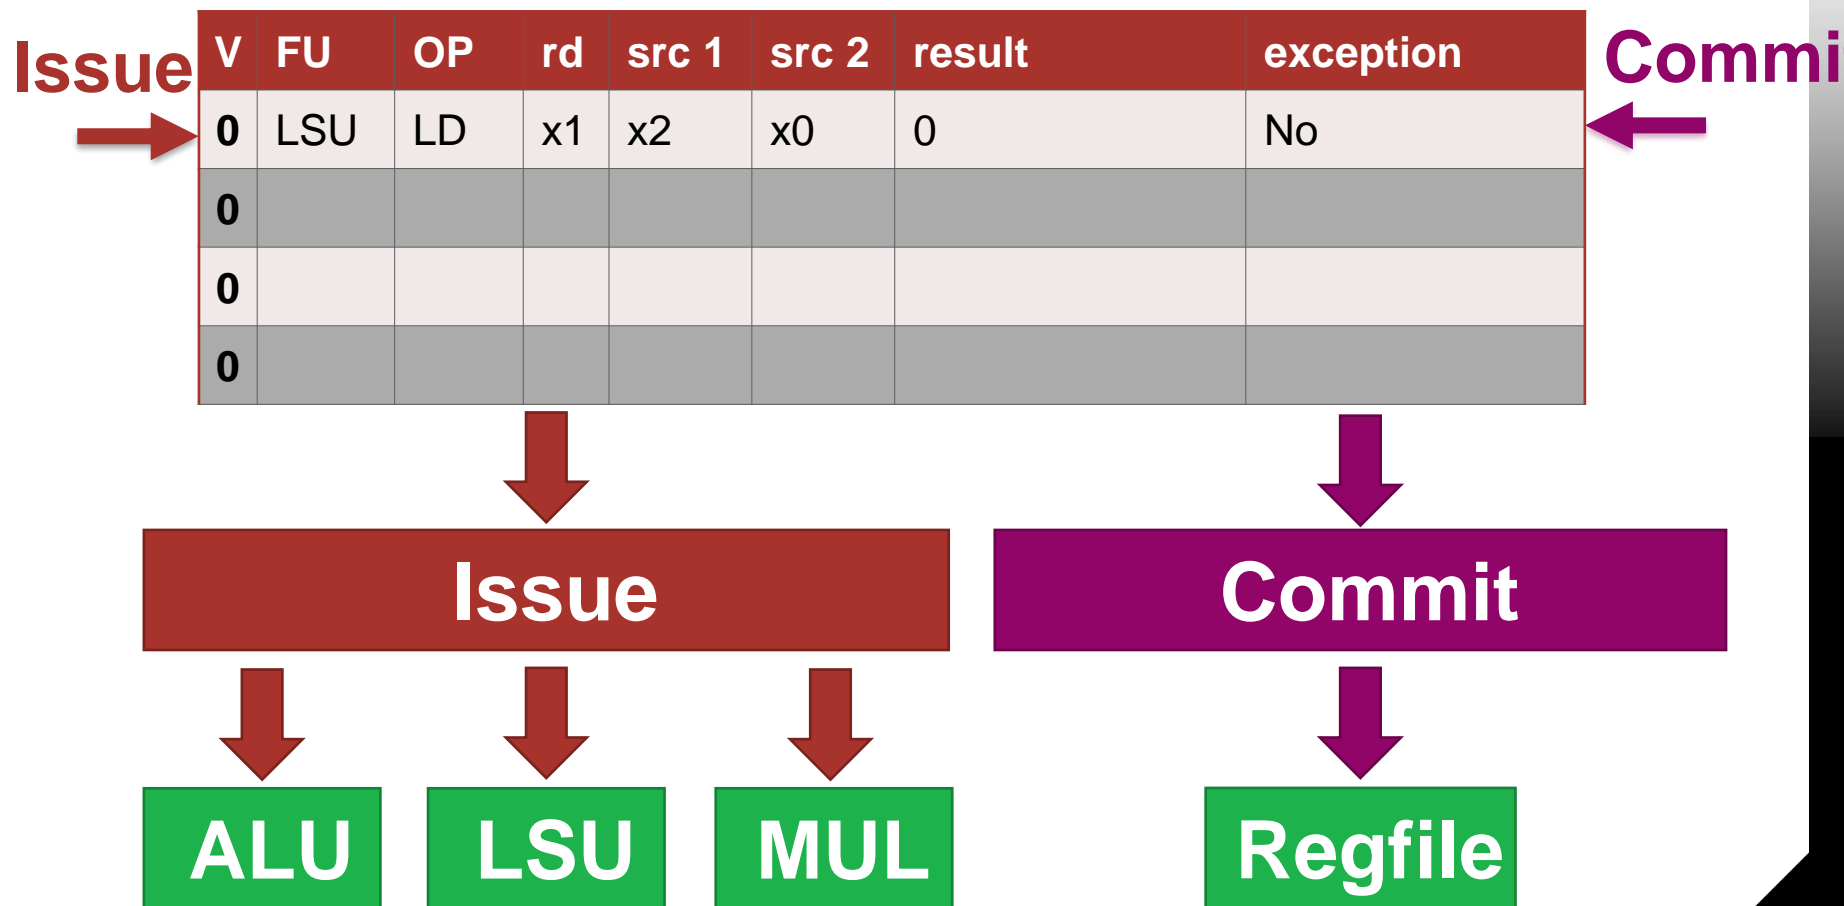 Issue
V FU OP rd src 1 src 2 result exception
Commi
0 LSU LD x1 x2 x0 0 No
0
0
0
Issue Commit
ALU LSU MUL Regfile